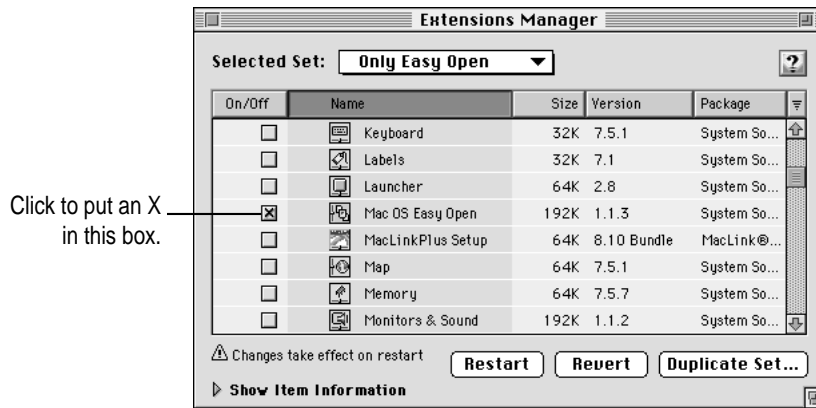 Extensions Manager
Selected Set: Only Easy Open
?
On/Off Name Size Version Package
Keyboard 32K 7.5.1 System So...
Labels 32K 7.1 System So...
Launcher 64K 2.8 System So...
Click to put an X
in this box.
Mac OS Easy Open 192K 1.1.3 System So...
MacLinkPlus Setup 64K 8.10 Bundle MacLink®...
Map 64K 7.5.1 System So...
Memory 64K 7.5.7 System So...
Monitors & Sound 192K 1.1.2 System So...
Changes take effect on restart
Restart Revert Duplicate Set...
Show Item Information